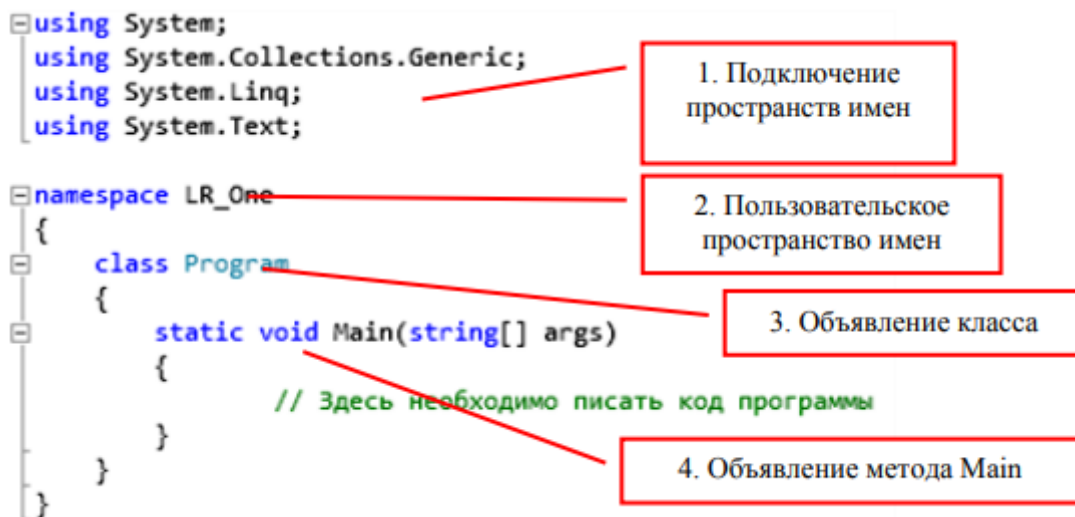 using System;
using System.Collections.Generic;
using System.Linq;
using System.Text;
1. Подключение
пространств имен
namespace LR_One
2. Пользовательское
пространство имен
{
class Program
{
3. Объявление класса
static void Main(string[] args)
{
// Здесь необходимо писать код программы
}
4. Объявление метода Main
}
}